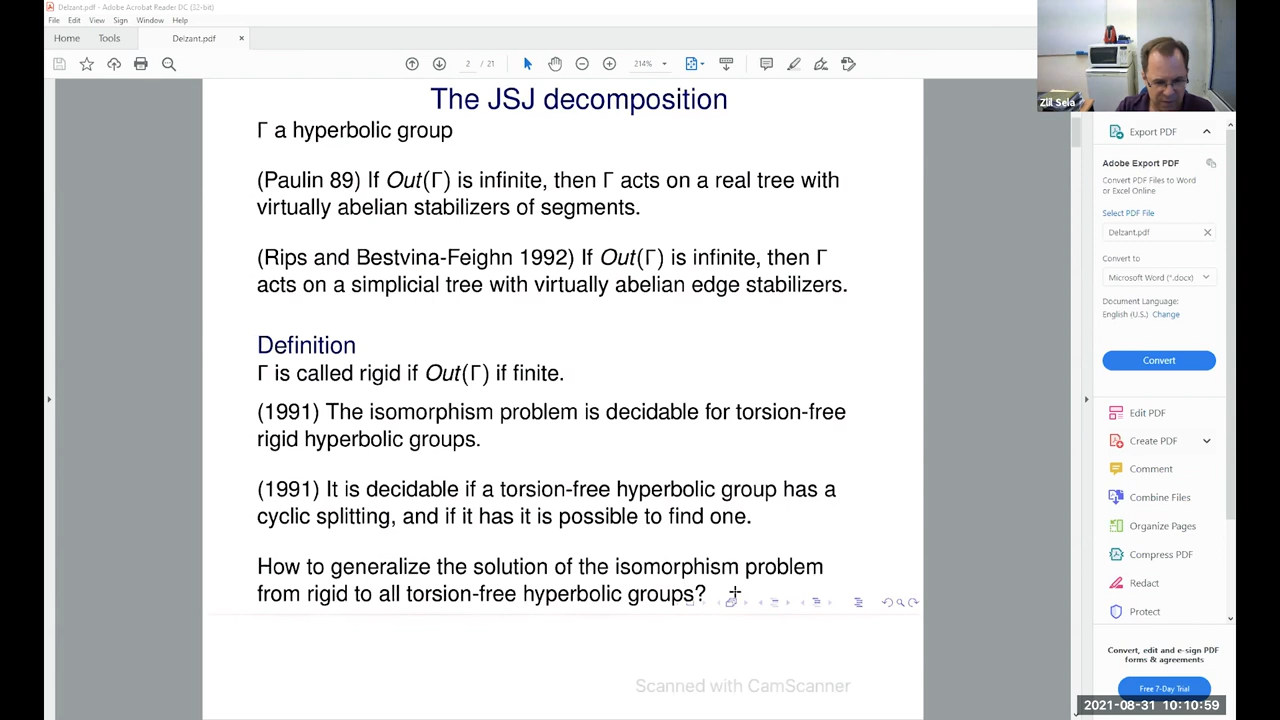 Delzant.pdf - Adobe Acrobat Reader DC (32-bit)
File Edit View Sign Window Help
Home Tools Delzant.pdf ×
2 / 21 214%
The JSJ decomposition
Γ a hyperbolic group
(Paulin 89) If Out(Γ) is infinite, then Γ acts on a real tree with
virtually abelian stabilizers of segments.
(Rips and Bestvina-Feighn 1992) If Out(Γ) is infinite, then Γ
acts on a simplicial tree with virtually abelian edge stabilizers.
Definition
Γ is called rigid if Out(Γ) if finite.
(1991) The isomorphism problem is decidable for torsion-free
rigid hyperbolic groups.
(1991) It is decidable if a torsion-free hyperbolic group has a
cyclic splitting, and if it has it is possible to find one.
How to generalize the solution of the isomorphism problem
from rigid to all torsion-free hyperbolic groups?
Scanned with CamScanner
Zlil Sela
Export PDF
Adobe Export PDF
Convert PDF Files to Word
or Excel Online
Select PDF File
Delzant.pdf
Convert to
Microsoft Word (*.docx)
Document Language:
English (U.S.) Change
Convert
Edit PDF
Create PDF
Comment
Combine Files
Organize Pages
Compress PDF
Redact
Protect
Convert, edit and e-sign PDF
forms & agreements
Free 7-Day Trial
2021-08-31 10:10:59